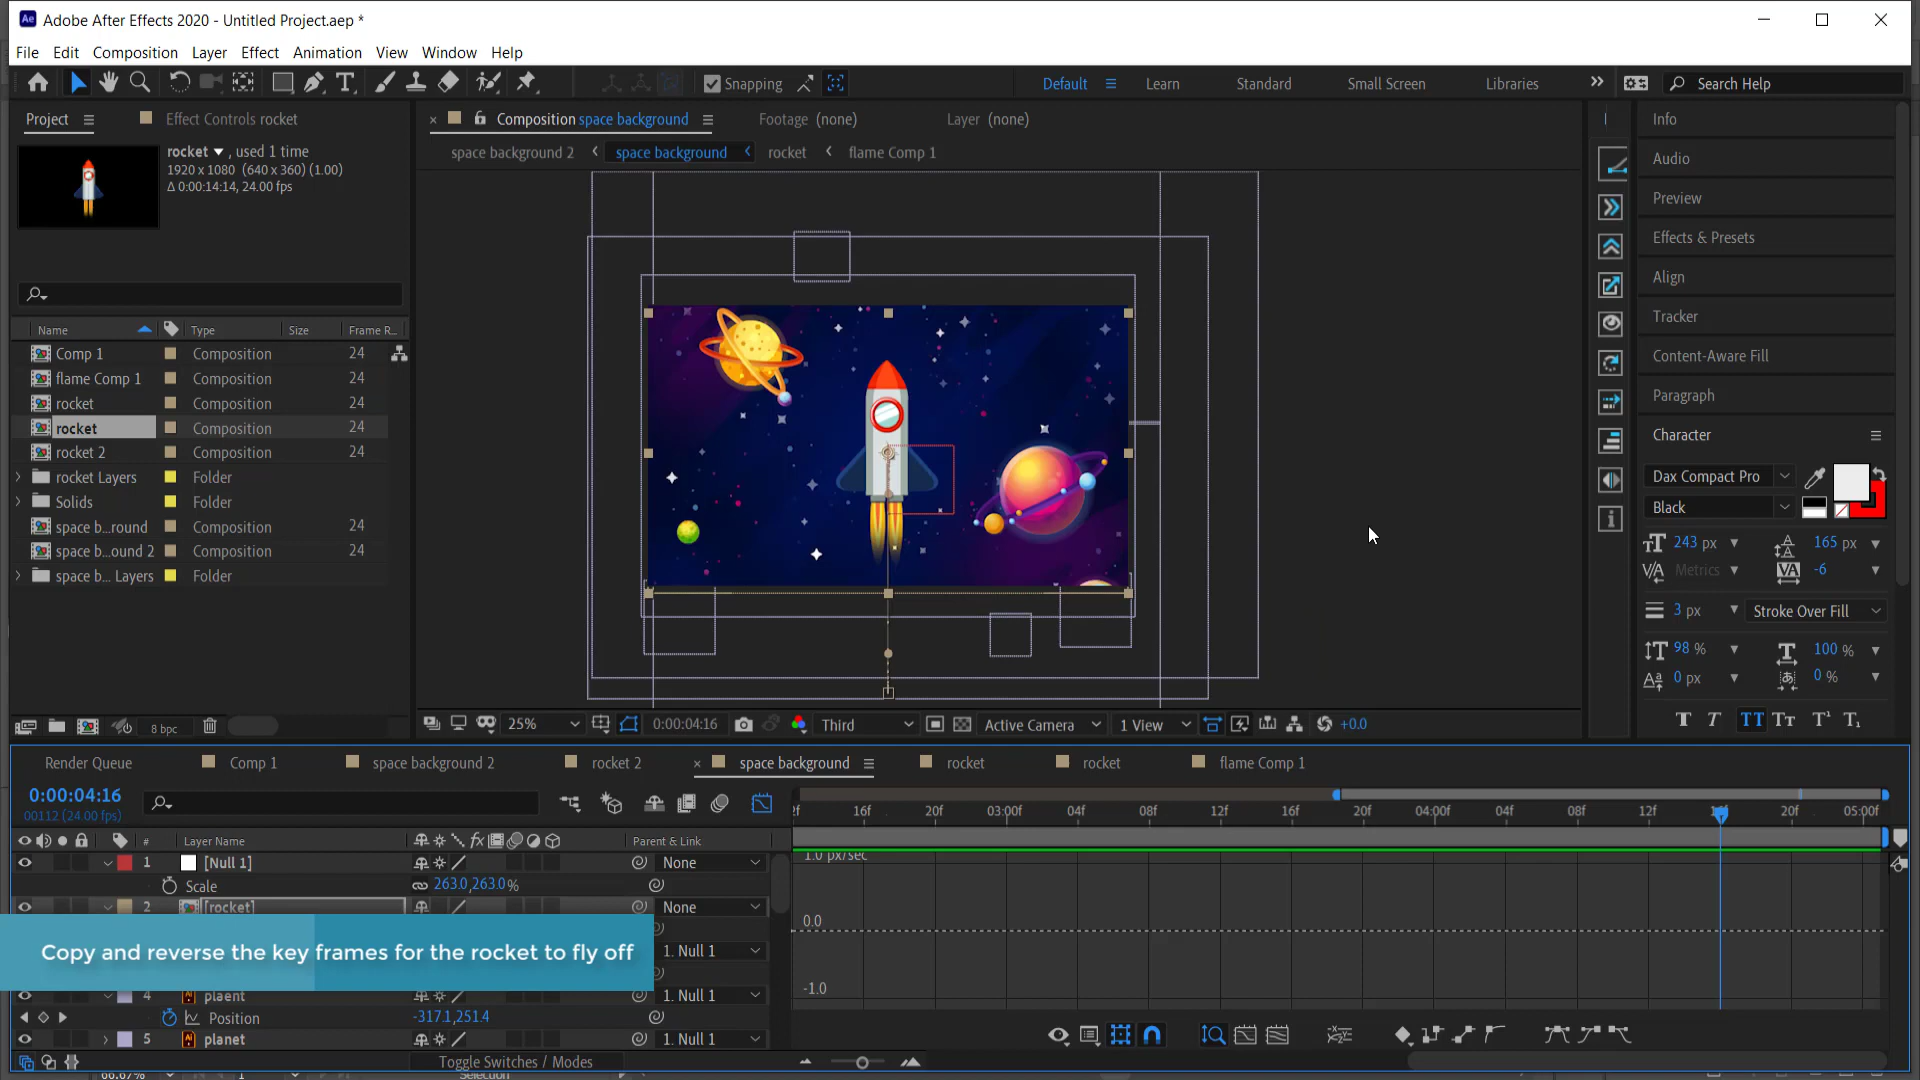 Adobe After Effects 2020 - Untitled Project.aep *
File Edit Composition Layer Effect Animation View Window Help
Snapping
Default Learn Standard Small Screen Libraries Search Help
Project Effect Controls rocket
rocket , used 1 time
1920 x 1080 (640 x 360) (1.00)
Δ 0:00:14:14, 24.00 fps
Name Type Size Frame R...
Comp 1 Composition 24
flame Comp 1 Composition 24
rocket Composition 24
rocket Composition 24
rocket 2 Composition 24
rocket Layers Folder
Solids Folder
space b...round Composition 24
space b...ound 2 Composition 24
space b... Layers Folder
8 bpc
Composition space background Footage (none) Layer (none)
space background 2 space background rocket flame Comp 1
25% 0:00:04:16 Third Active Camera 1 View +0.0
Info
Audio
Preview
Effects & Presets
Align
Tracker
Content-Aware Fill
Paragraph
Character
Dax Compact Pro
Black
243 px 165 px
Metrics -6
3 px Stroke Over Fill
98 % 100 %
0 px 0 %
Render Queue Comp 1 space background 2 rocket 2 space background rocket rocket flame Comp 1
0:00:04:16
00112 (24.00 fps)
# Layer Name Parent & Link
16f 20f 03:00f 04f 08f 12f 16f 20f 04:00f 04f 08f 12f 20f 05:00f
1 [Null 1] None
Scale 263.0,263.0%
2 [rocket] None
Copy and reverse the key frames for the rocket to fly off
1. Null 1
4 plaent 1. Null 1
Position -317.1,251.4
5 planet 1. Null 1
Toggle Switches / Modes
1.0 px/sec
0.0
-1.0